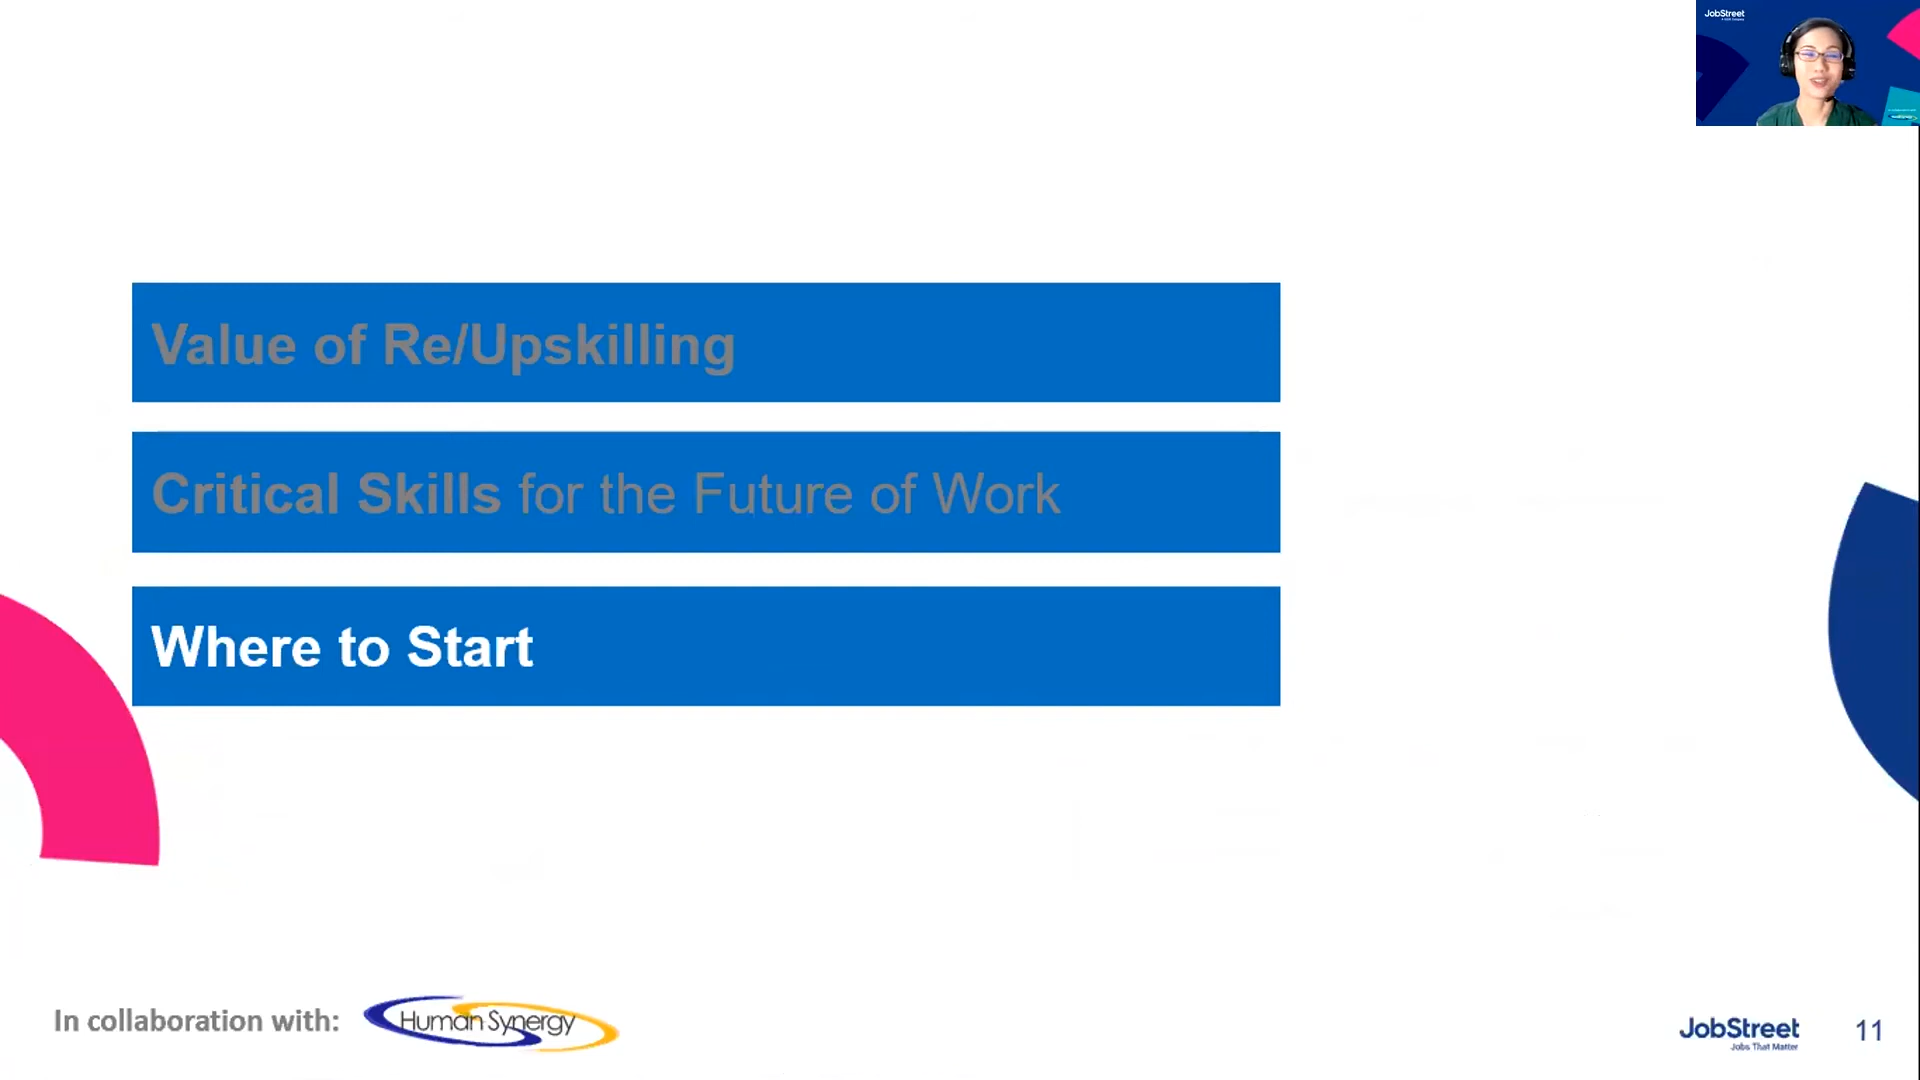 JobStreet
Value of Re/Upskilling
Critical Skills for the Future of Work
Where to Start
In collaboration with:
Human Synergy
JobStreet
Jobs That Matter
11